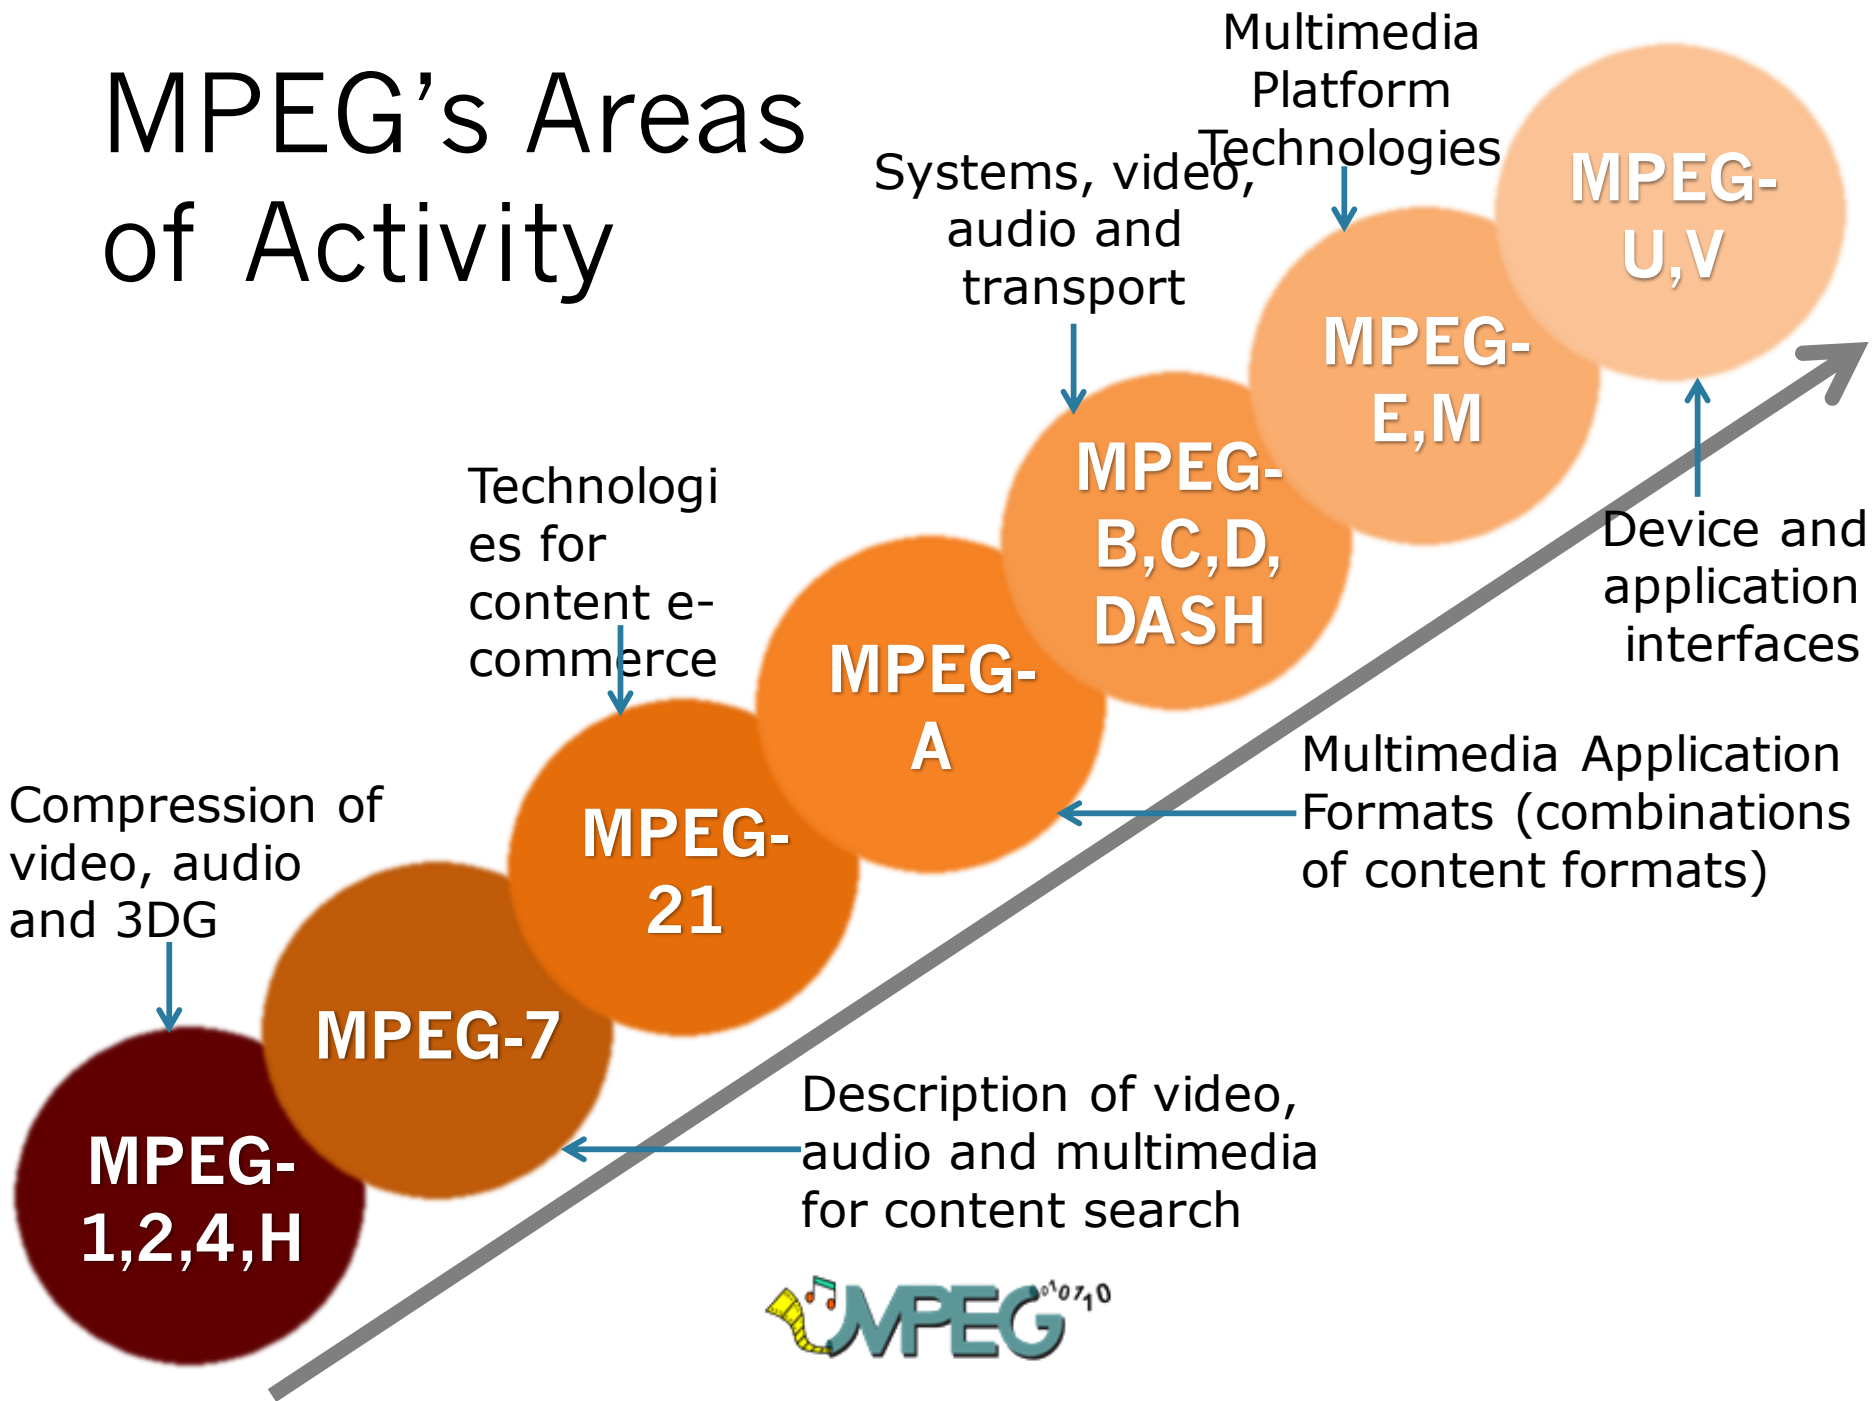 MPEG’s Areas
of Activity
Multimedia
Platform
Technologies
Systems, video,
audio and
transport
MPEG-
U,V
MPEG-
E,M
MPEG-
B,C,D,
DASH
Device and
application
interfaces
Technologi
es for
content e-
commerce
MPEG-
A
Multimedia Application
Formats (combinations
of content formats)
MPEG-
21
Compression of
video, audio
and 3DG
MPEG-7
Description of video,
audio and multimedia
for content search
MPEG-
1,2,4,H
MPEG
010710